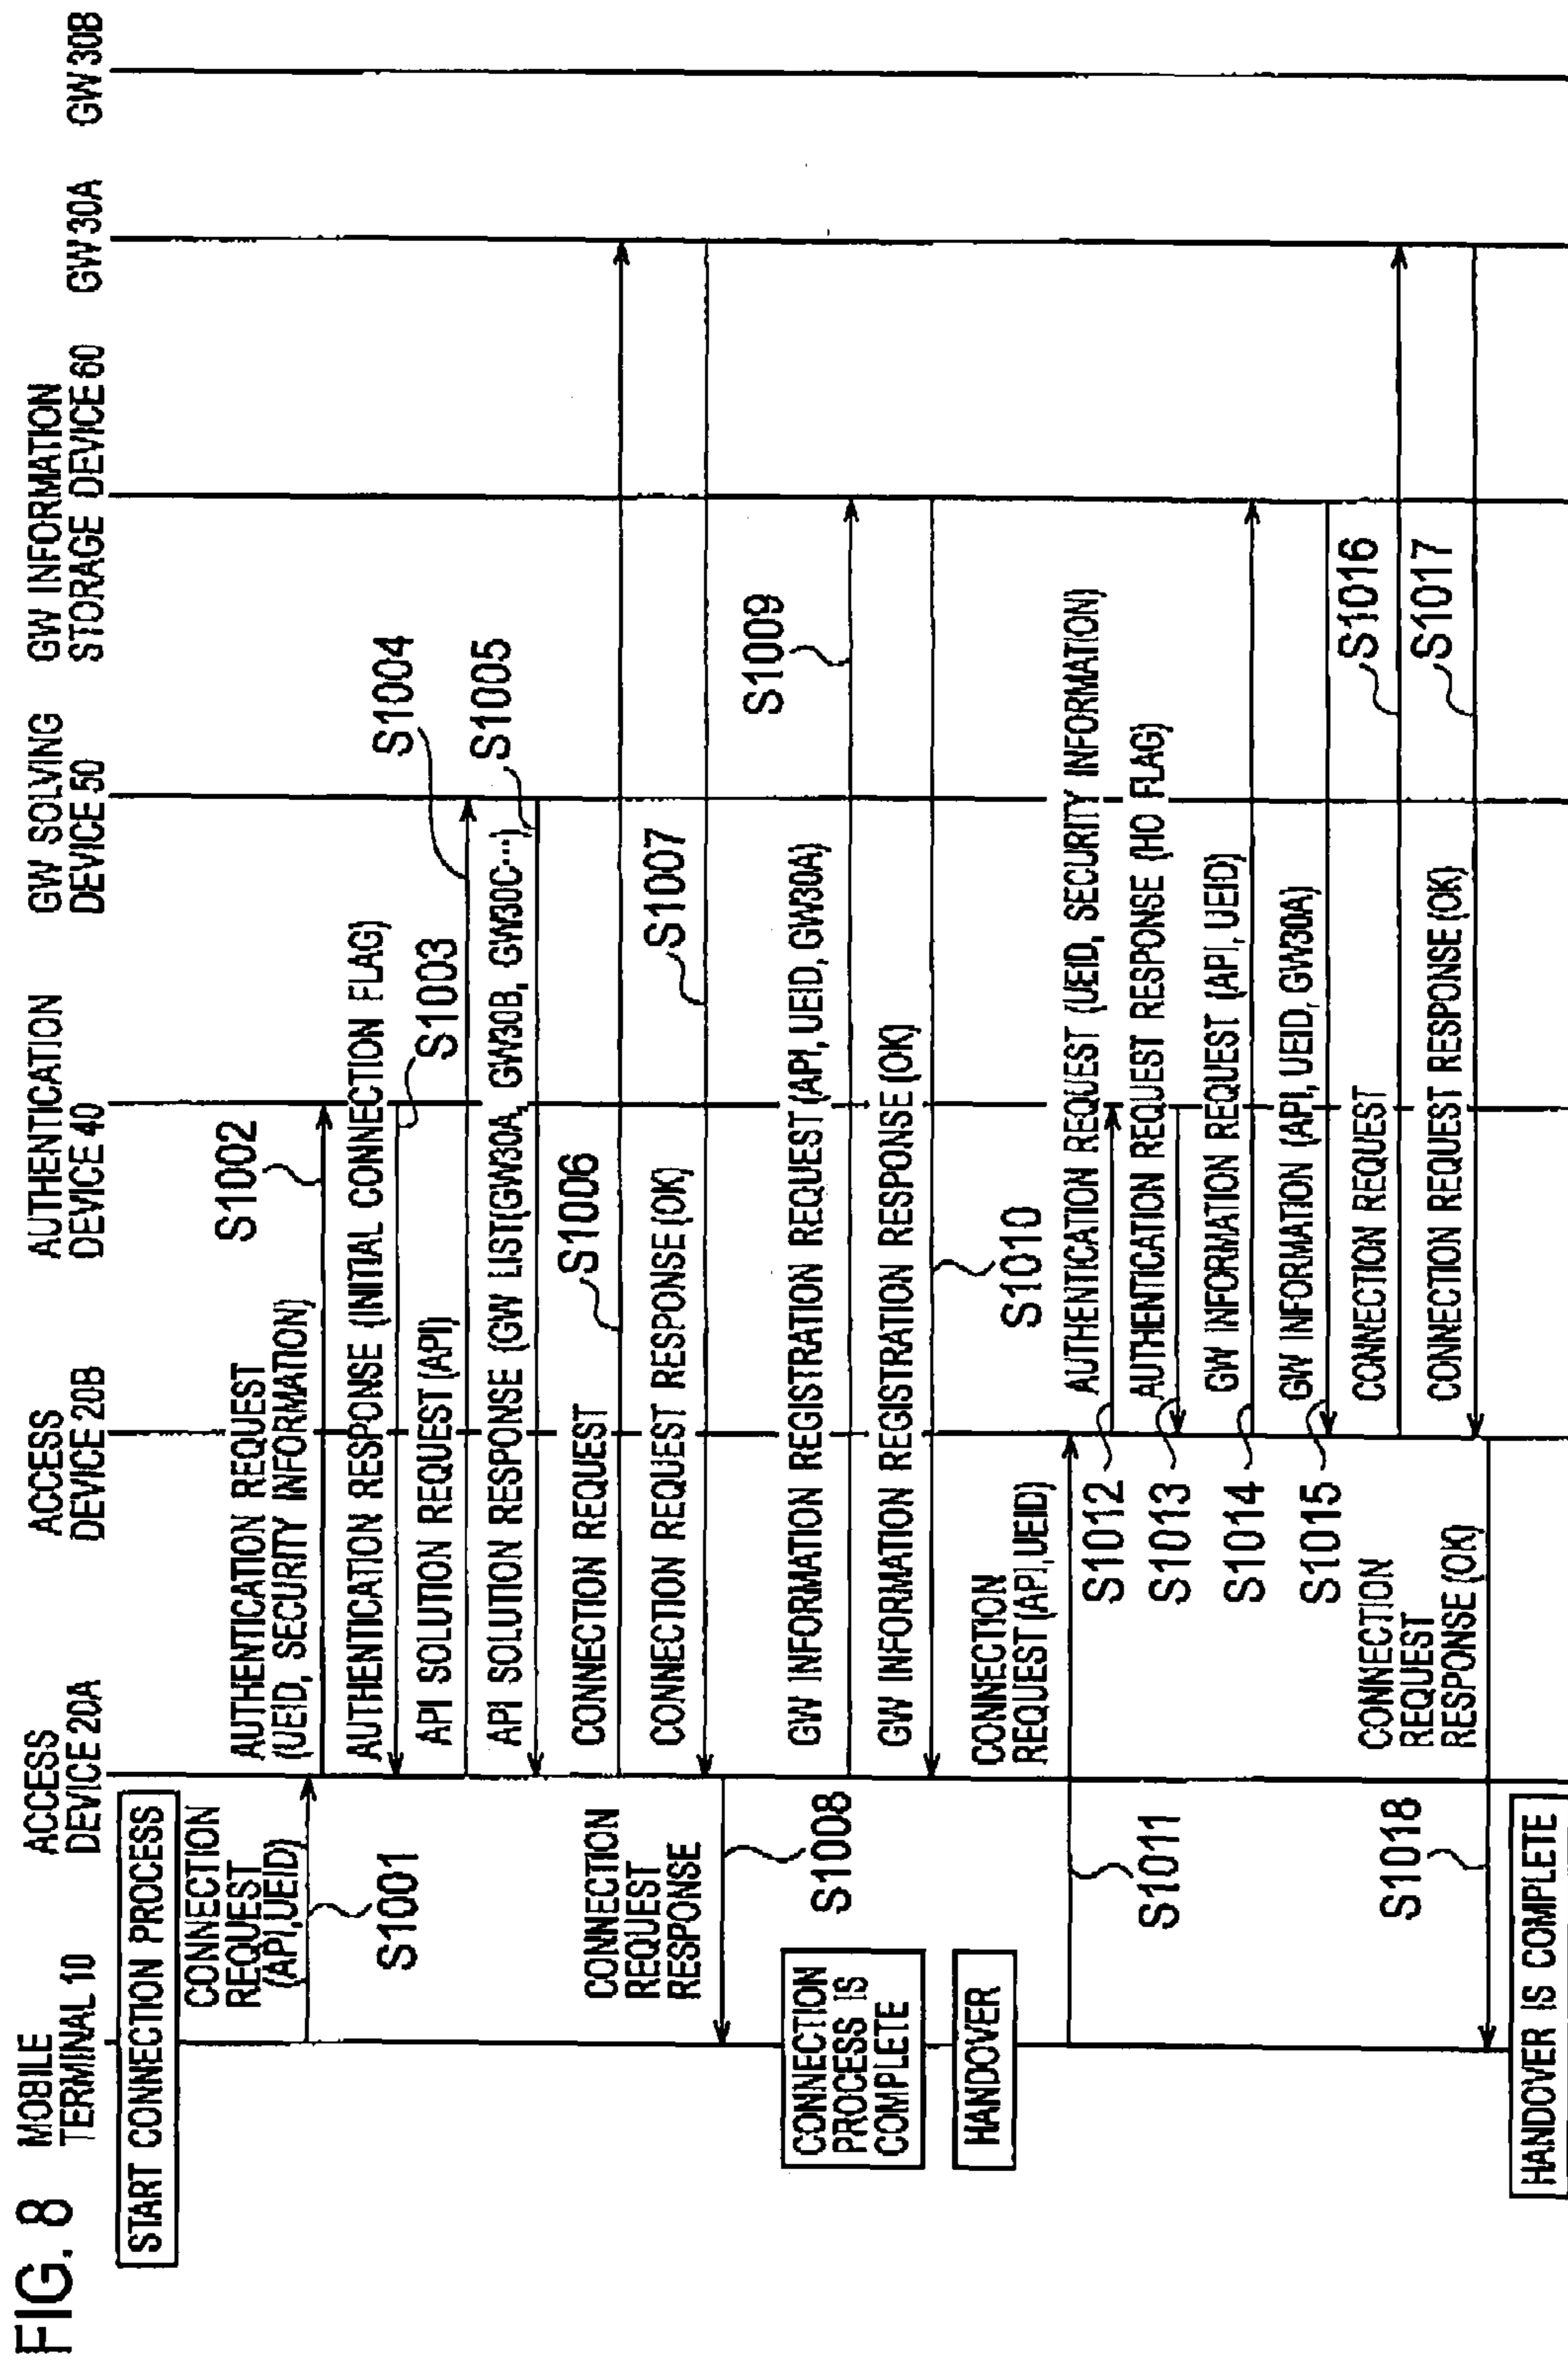 FIG. 8
MOBILE
TERMINAL 10
ACCESS
DEVICE 20A
ACCESS
DEVICE 20B
AUTHENTICATION
DEVICE 40
GW SOLVING
DEVICE 50
GW INFORMATION
STORAGE DEVICE 60
GW 30A
GW 30B
START CONNECTION PROCESS
CONNECTION
REQUEST
(API,UEID)
S1001
AUTHENTICATION REQUEST
(UEID, SECURITY INFORMATION)
S1002
AUTHENTICATION RESPONSE (INITIAL CONNECTION FLAG)
S1003
API SOLUTION REQUEST (API)
S1004
API SOLUTION RESPONSE (GW LIST(GW30A, GW30B, GW30C···)
S1005
CONNECTION REQUEST
S1006
CONNECTION REQUEST RESPONSE (OK)
S1007
CONNECTION
REQUEST
RESPONSE
S1008
CONNECTION
PROCESS IS
COMPLETE
GW INFORMATION REGISTRATION REQUEST (API, UEID, GW30A)
S1009
GW INFORMATION REGISTRATION RESPONSE (OK)
S1010
HANDOVER
CONNECTION
REQUEST (API,UEID)
S1011
AUTHENTICATION REQUEST (UEID, SECURITY INFORMATION)
S1012
AUTHENTICATION REQUEST RESPONSE (HO FLAG)
S1013
GW INFORMATION REQUEST (API, UEID)
S1014
GW INFORMATION (API, UEID, GW30A)
S1015
CONNECTION REQUEST
S1016
CONNECTION REQUEST RESPONSE (OK)
S1017
CONNECTION
REQUEST
RESPONSE (OK)
S1018
HANDOVER IS COMPLETE